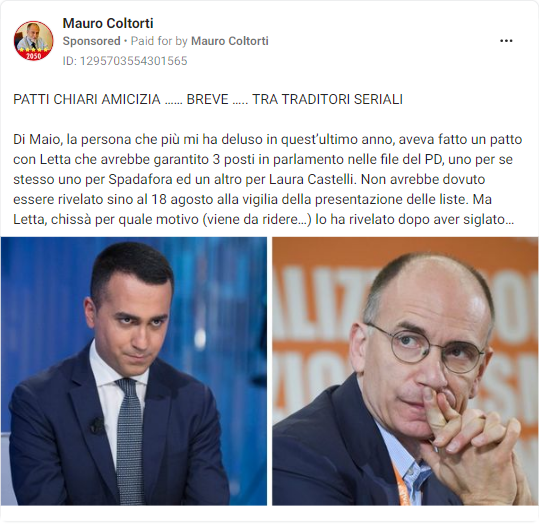 Mauro Coltorti
Sponsored • Paid for by Mauro Coltorti
ID: 1295703554301565
2050
PATTI CHIARI AMICIZIA …… BREVE ….. TRA TRADITORI SERIALI
Di Maio, la persona che più mi ha deluso in quest’ultimo anno, aveva fatto un patto
con Letta che avrebbe garantito 3 posti in parlamento nelle file del PD, uno per se
stesso uno per Spadafora ed un altro per Laura Castelli. Non avrebbe dovuto
essere rivelato sino al 18 agosto alla vigilia della presentazione delle liste. Ma
Letta, chissà per quale motivo (viene da ridere…) lo ha rivelato dopo aver siglato…